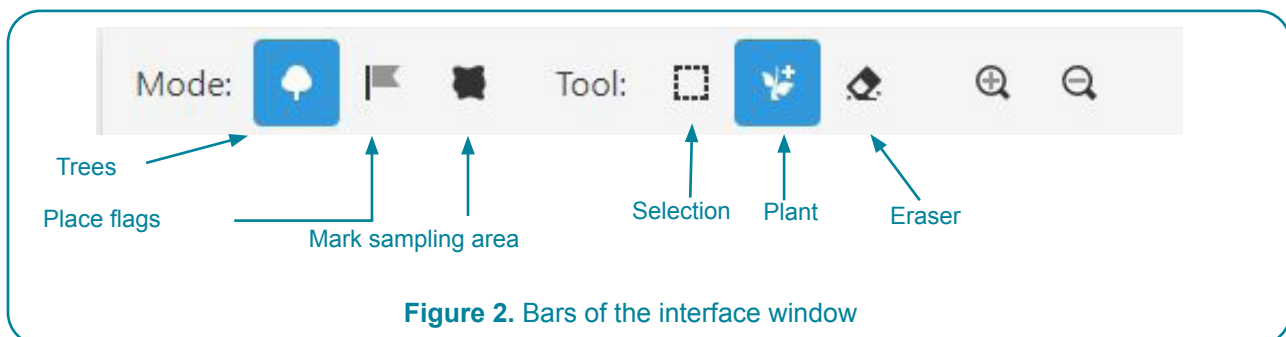 Mode: Tool:
Trees
Place flags
Mark sampling area
Selection
Plant
Eraser
Figure 2. Bars of the interface window